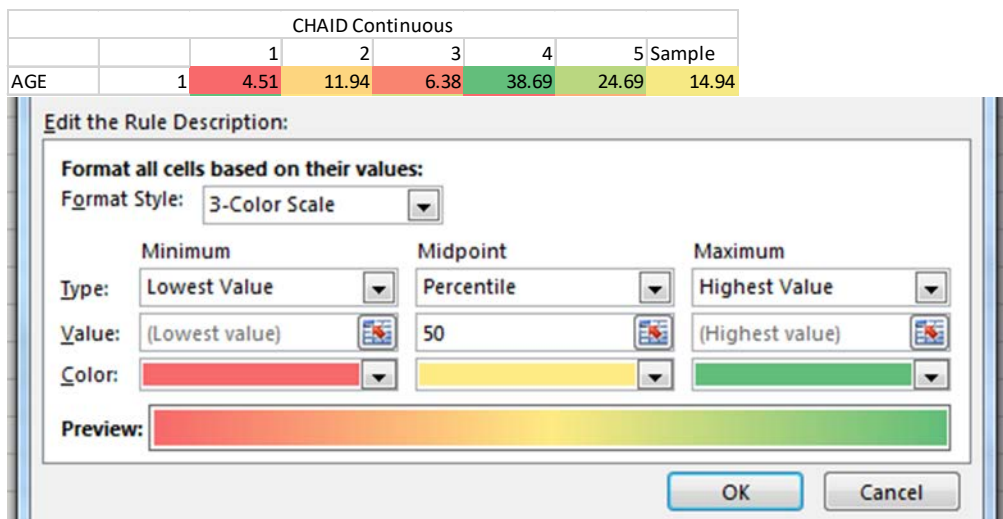 CHAID Continuous
1 2 3 4 5 Sample
AGE 1 4.51 11.94 6.38 38.69 24.69 14.94
Edit the Rule Description:
Format all cells based on their values:
Format Style: 3-Color Scale
Minimum Midpoint Maximum
Type: Lowest Value Percentile Highest Value
Value: (Lowest value) 50 (Highest value)
Color:
Preview:
OK Cancel